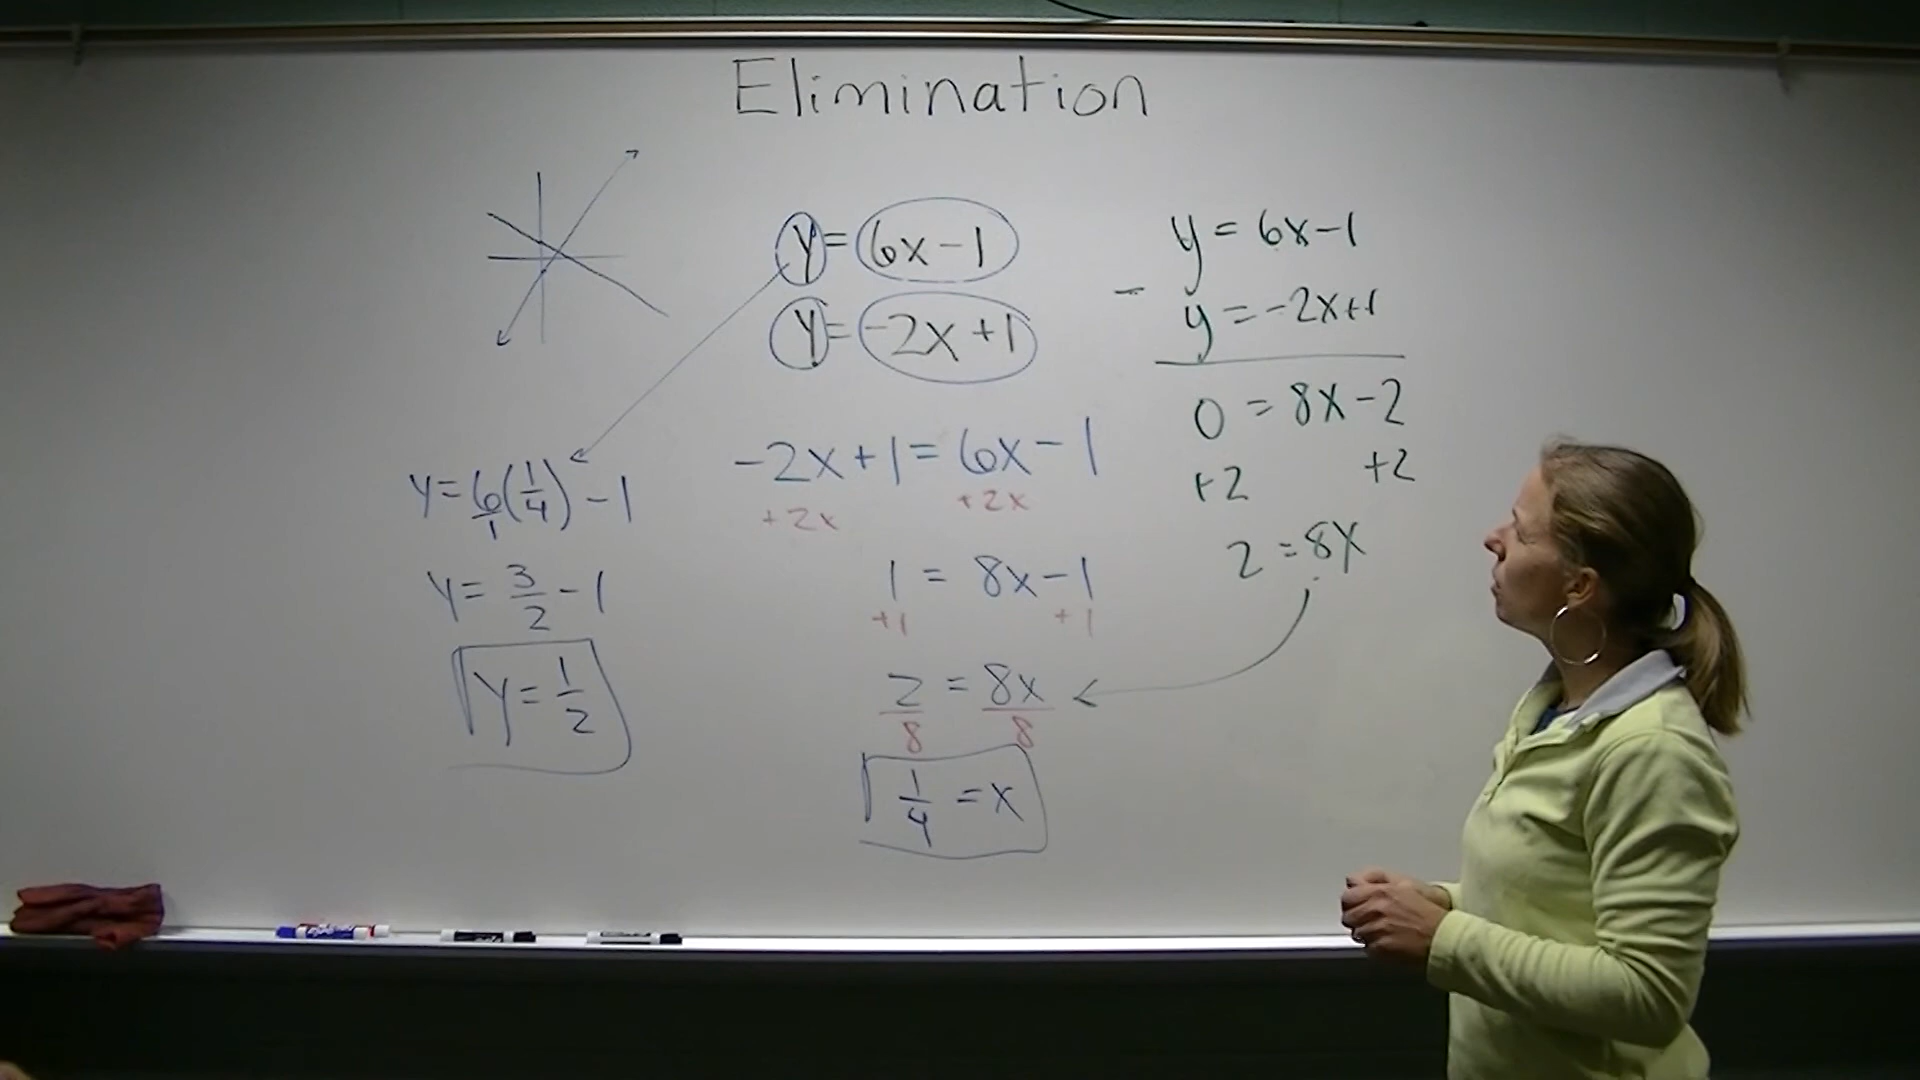 Elimination
y = 6x - 1
y = -2x + 1
-2x + 1 = 6x - 1
+2x +2x
1 = 8x - 1
+1 +1
2 = 8x
8 8
1/4 = x
y = 6/1 (1/4) - 1
y = 3/2 - 1
y = 1/2
y = 6x - 1
- y = -2x + 1
0 = 8x - 2
+2 +2
2 = 8x